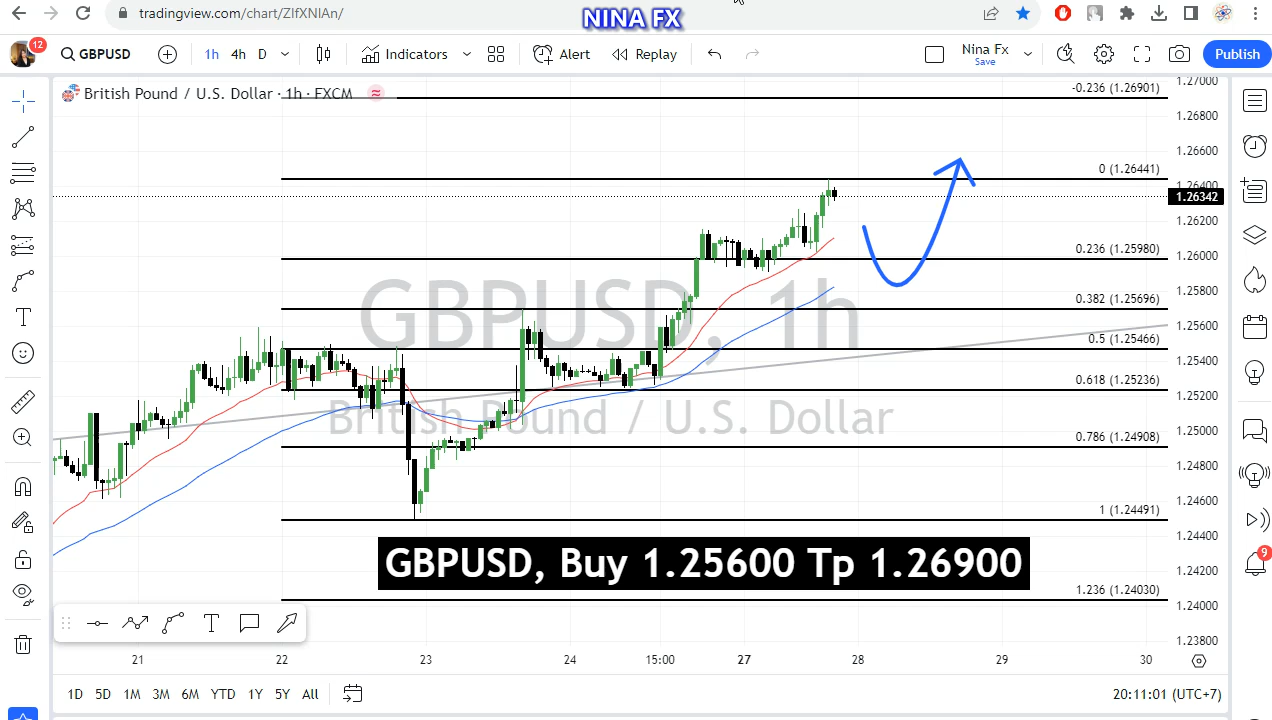 tradingview.com/chart/ZIfXNIAn/
NINA FX
12
GBPUSD
1h 4h D
Indicators
Alert
Replay
Nina Fx
Save
Publish
British Pound / U.S. Dollar · 1h · FXCM
GBPUSD, 1h
British Pound / U.S. Dollar
-0.236 (1.26901)
0 (1.26441)
0.236 (1.25980)
0.382 (1.25696)
0.5 (1.25466)
0.618 (1.25236)
0.786 (1.24908)
1 (1.24491)
1.236 (1.24030)
1.27000
1.26800
1.26600
1.26400
1.26342
1.26200
1.26000
1.25800
1.25600
1.25400
1.25200
1.25000
1.24800
1.24600
1.24400
1.24200
1.24000
1.23800
GBPUSD, Buy 1.25600 Tp 1.26900
9
21 22 23 24 15:00 27 28 29 30
1D 5D 1M 3M 6M YTD 1Y 5Y All
20:11:01 (UTC+7)